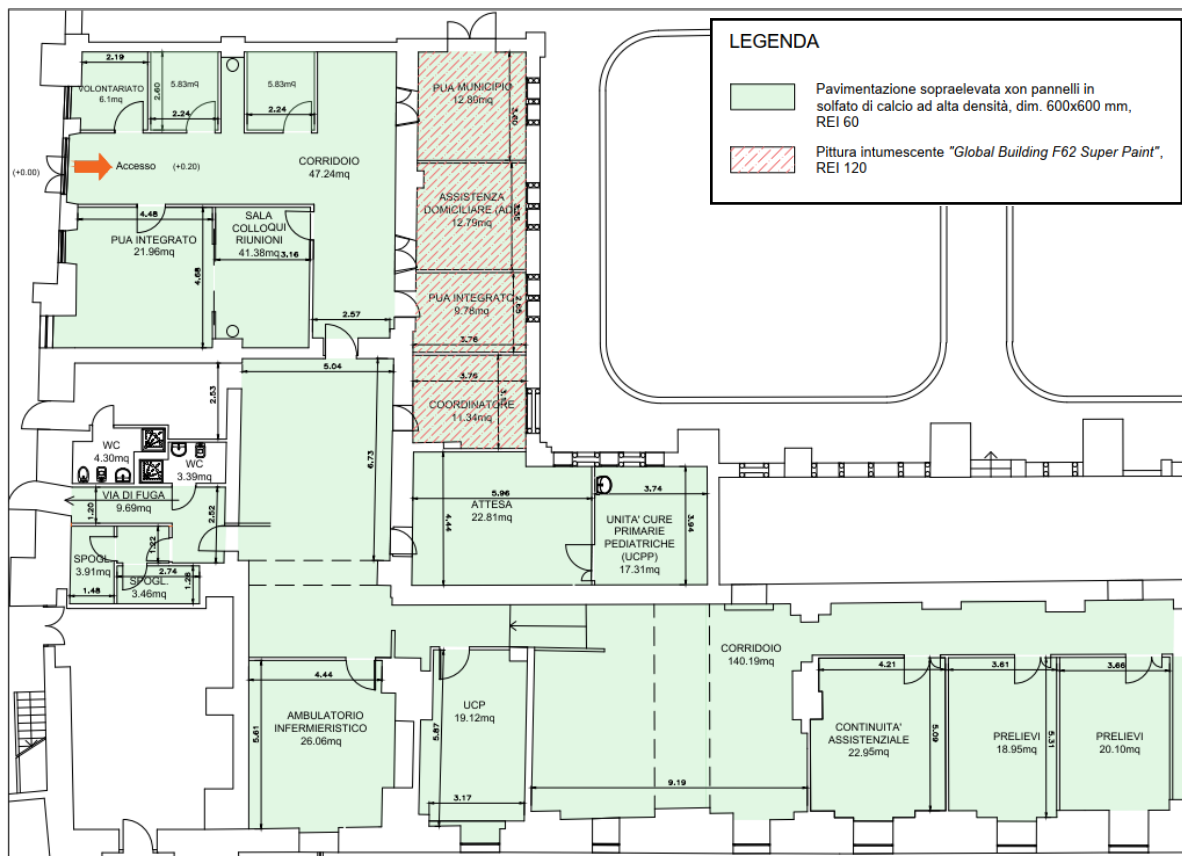 LEGENDA
Pavimentazione sopraelevata xon pannelli in
solfato di calcio ad alta densità, dim. 600x600 mm,
REI 60
Pittura intumescente "Global Building F62 Super Paint",
REI 120
2.19
VOLONTARIATO
6.1mq
2.60
5.83mq
2.24
5.83mq
2.24
PUA MUNICIPIO
12.89mq
3.60
(+0.00)
Accesso
(+0.20)
CORRIDOIO
47.24mq
ASSISTENZA
DOMICILIARE (AD
12.79mq
4.48
PUA INTEGRATO
21.96mq
4.68
SALA
COLLOQUI
RIUNIONI
41.38mq
3.16
2.57
PUA INTEGRATO
9.78mq
2.65
3.76
3.76
COORDINATORE
11.34mq
5.04
2.53
6.73
WC
4.30mq
WC
3.39mq
VIA DI FUGA
9.69mq
1.20
2.52
1.22
SPOGL.
3.91mq
1.48
2.74
SPOGL.
3.46mq
1.26
5.96
ATTESA
22.81mq
4.44
3.74
UNITA' CURE
PRIMARIE
PEDIATRICHE
(UCPP)
17.31mq
3.94
CORRIDOIO
140.19mq
4.44
AMBULATORIO
INFERMIERISTICO
26.06mq
5.61
UCP
19.12mq
5.87
3.17
9.19
4.21
CONTINUITA'
ASSISTENZIALE
22.95mq
5.09
3.61
PRELIEVI
18.95mq
5.31
3.66
PRELIEVI
20.10mq